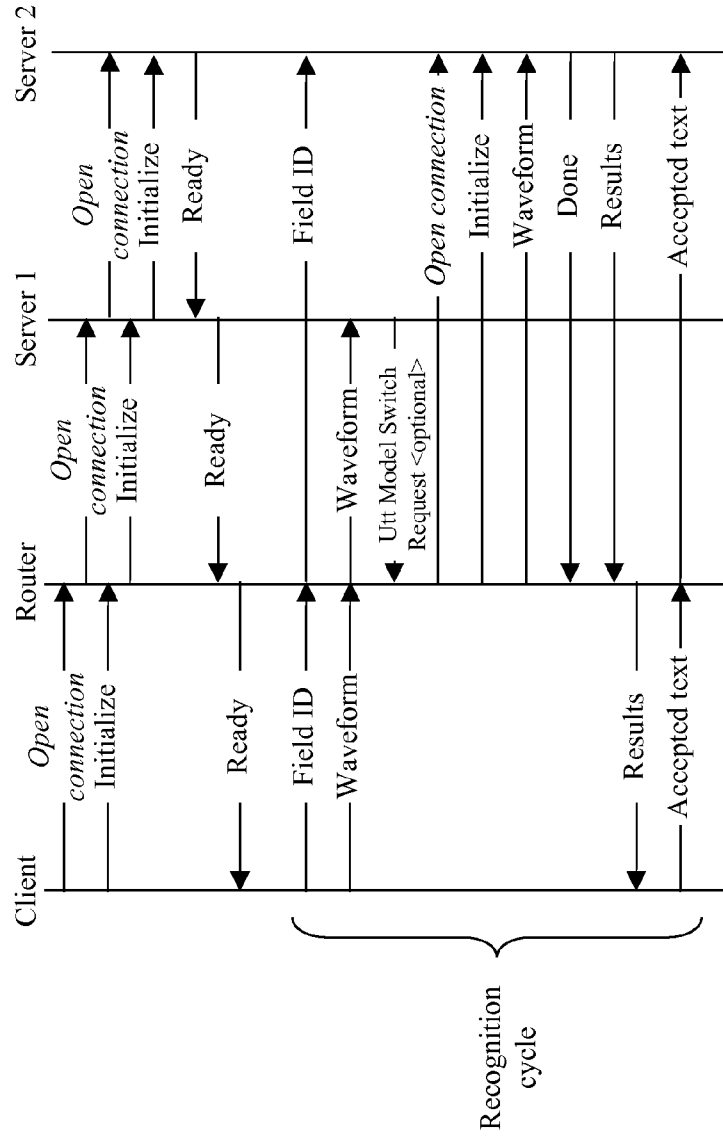 Client
Router
Server 1
Server 2
Open
connection
Open
connection
Open
connection
Initialize
Initialize
Initialize
Ready
Ready
Ready
Field ID
Field ID
Waveform
Waveform
Utt Model Switch
Request <optional>
Open connection
Initialize
Waveform
Done
Results
Results
Accepted text
Accepted text
Recognition
cycle